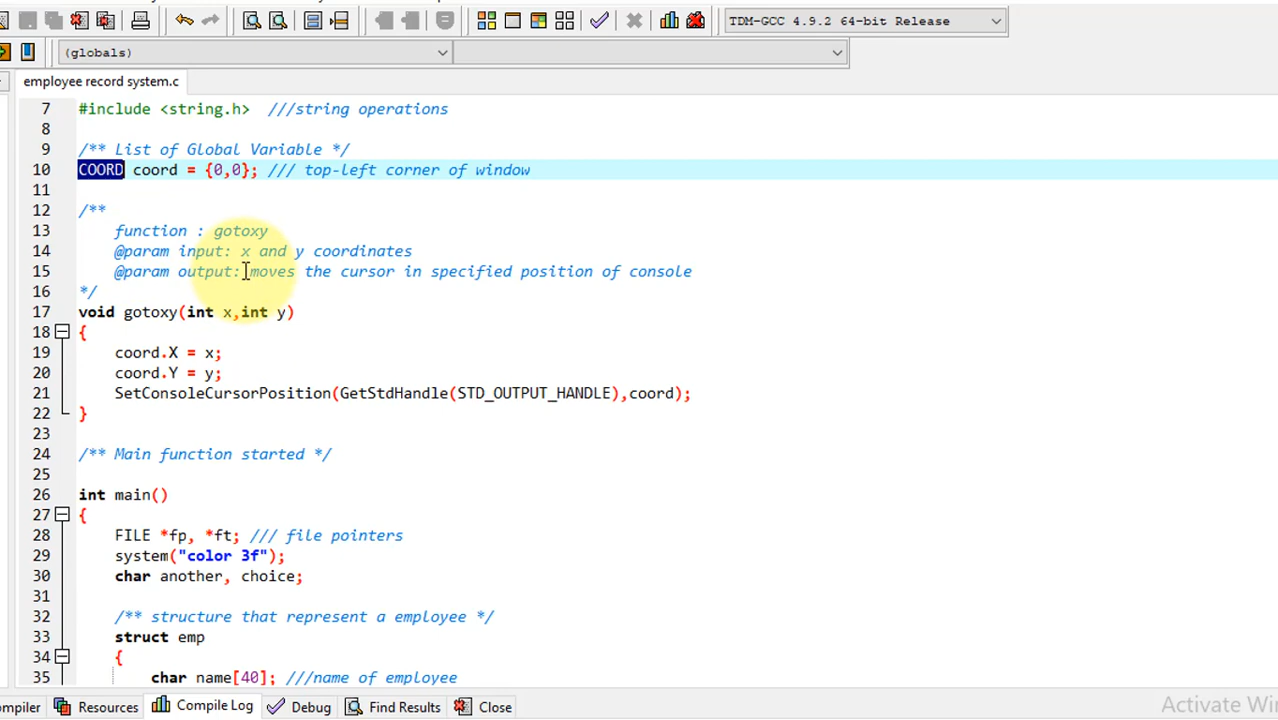 TDM-GCC 4.9.2 64-bit Release
(globals)
employee record system.c
7 #include <string.h> ///string operations
8
9 /** List of Global Variable */
10 COORD coord = {0,0}; /// top-left corner of window
11
12 /**
13 function : gotoxy
14 @param input: x and y coordinates
15 @param output: moves the cursor in specified position of console
16 */
17 void gotoxy(int x,int y)
18 {
19 coord.X = x;
20 coord.Y = y;
21 SetConsoleCursorPosition(GetStdHandle(STD_OUTPUT_HANDLE),coord);
22 }
23
24 /** Main function started */
25
26 int main()
27 {
28 FILE *fp, *ft; /// file pointers
29 system("color 3f");
30 char another, choice;
31
32 /** structure that represent a employee */
33 struct emp
34 {
35 char name[40]; ///name of employee
ompiler Resources Compile Log Debug Find Results Close
Activate Win